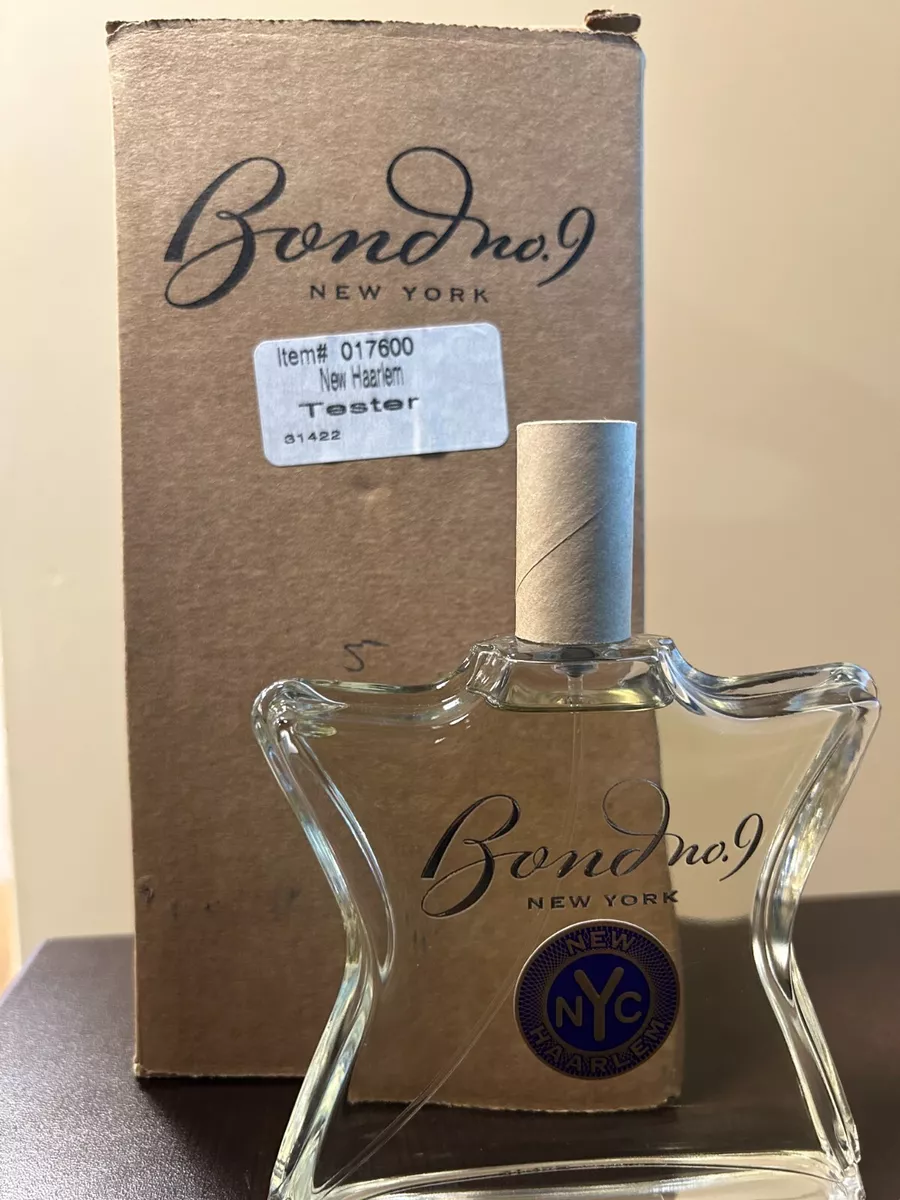 Bond no.9
NEW YORK
Item# 017600
New Haarlem
Tester
31422
5
Bond no.9
NEW YORK
NEW
NYC
HAARLEM